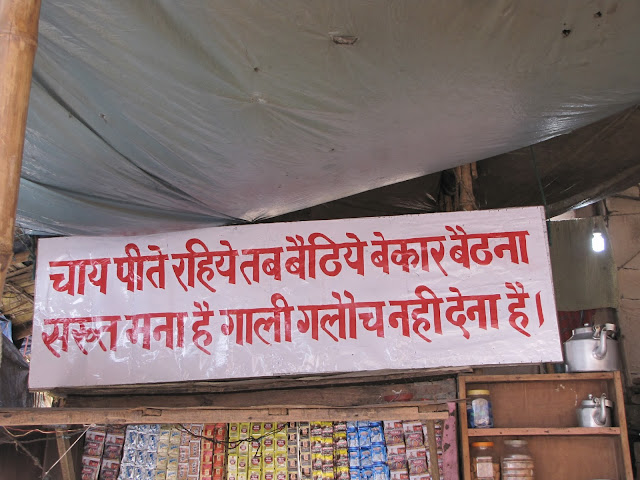 चाय पीते रहिये तब बैठिये बेकार बैठना
सख्त मना है गाली गलौच नही देना है।